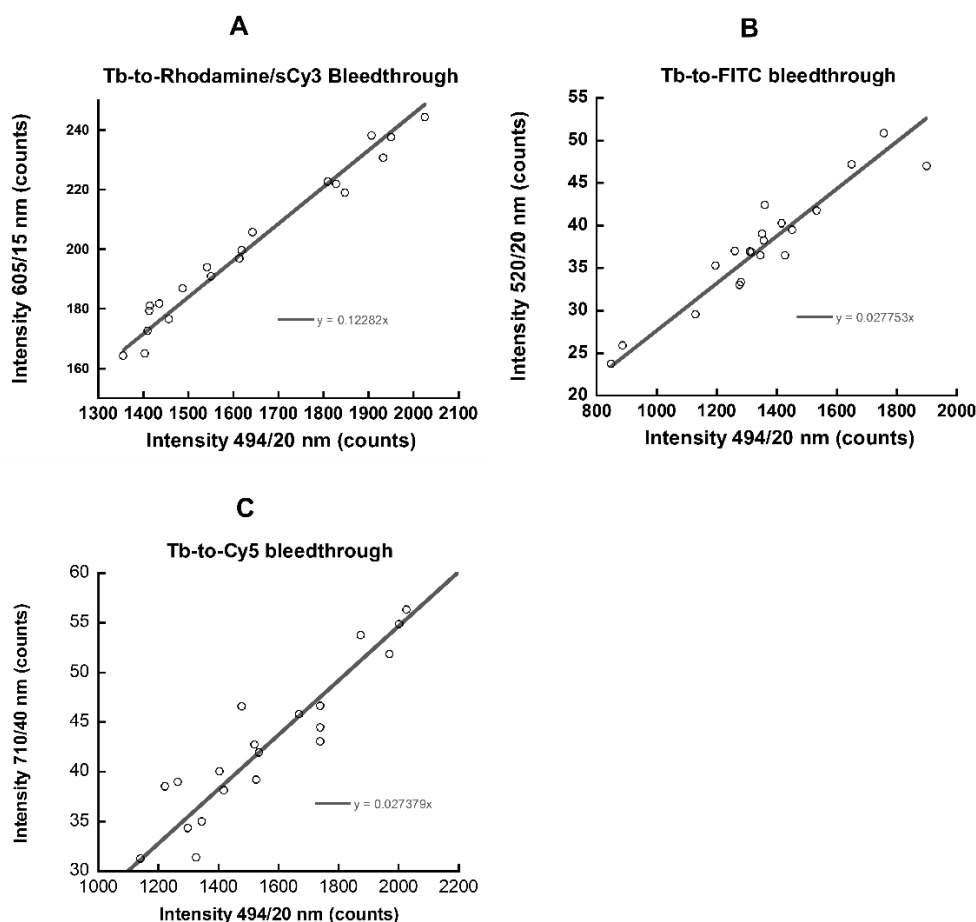 A
Tb-to-Rhodamine/sCy3 Bleedthrough
Intensity 605/15 nm (counts)
240
220
200
180
160
y = 0.12282x
1300 1400 1500 1600 1700 1800 1900 2000 2100
Intensity 494/20 nm (counts)
B
Tb-to-FITC bleedthrough
Intensity 520/20 nm (counts)
55
50
45
40
35
30
25
20
y = 0.027753x
800 1000 1200 1400 1600 1800 2000
Intensity 494/20 nm (counts)
C
Tb-to-Cy5 bleedthrough
Intensity 710/40 nm (counts)
60
55
50
45
40
35
30
y = 0.027379x
1000 1200 1400 1600 1800 2000 2200
Intensity 494/20 nm (counts)